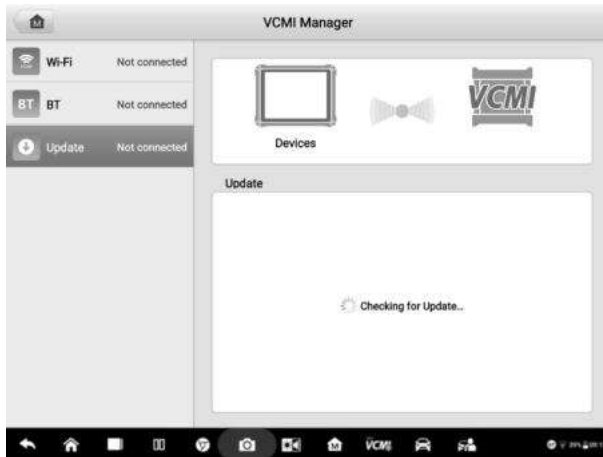 VCMI Manager
Wi-Fi Not connected
BT BT Not connected
Update Not connected
VCMI
Devices
Update
Checking for Update...
VCMI